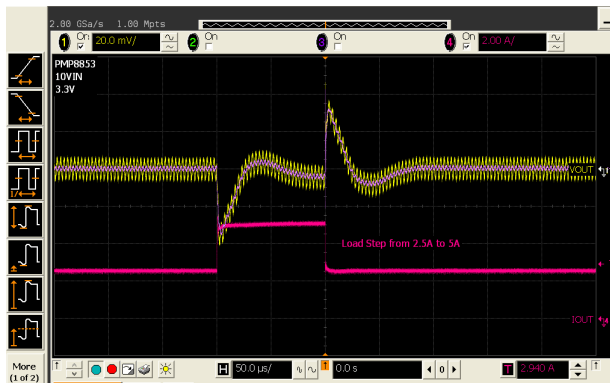 2.00 GSa/s 1.00 Mpts
1 On 20.0 mV/ 2 On 3 On 4 On 2.00 A/
PMP8853
10VIN
3.3V
VOUT
Load Step from 2.5A to 5A
IOUT
More
(1 of 2)
H 50.0 µs/ 0.0 s 0 T 2.940 A